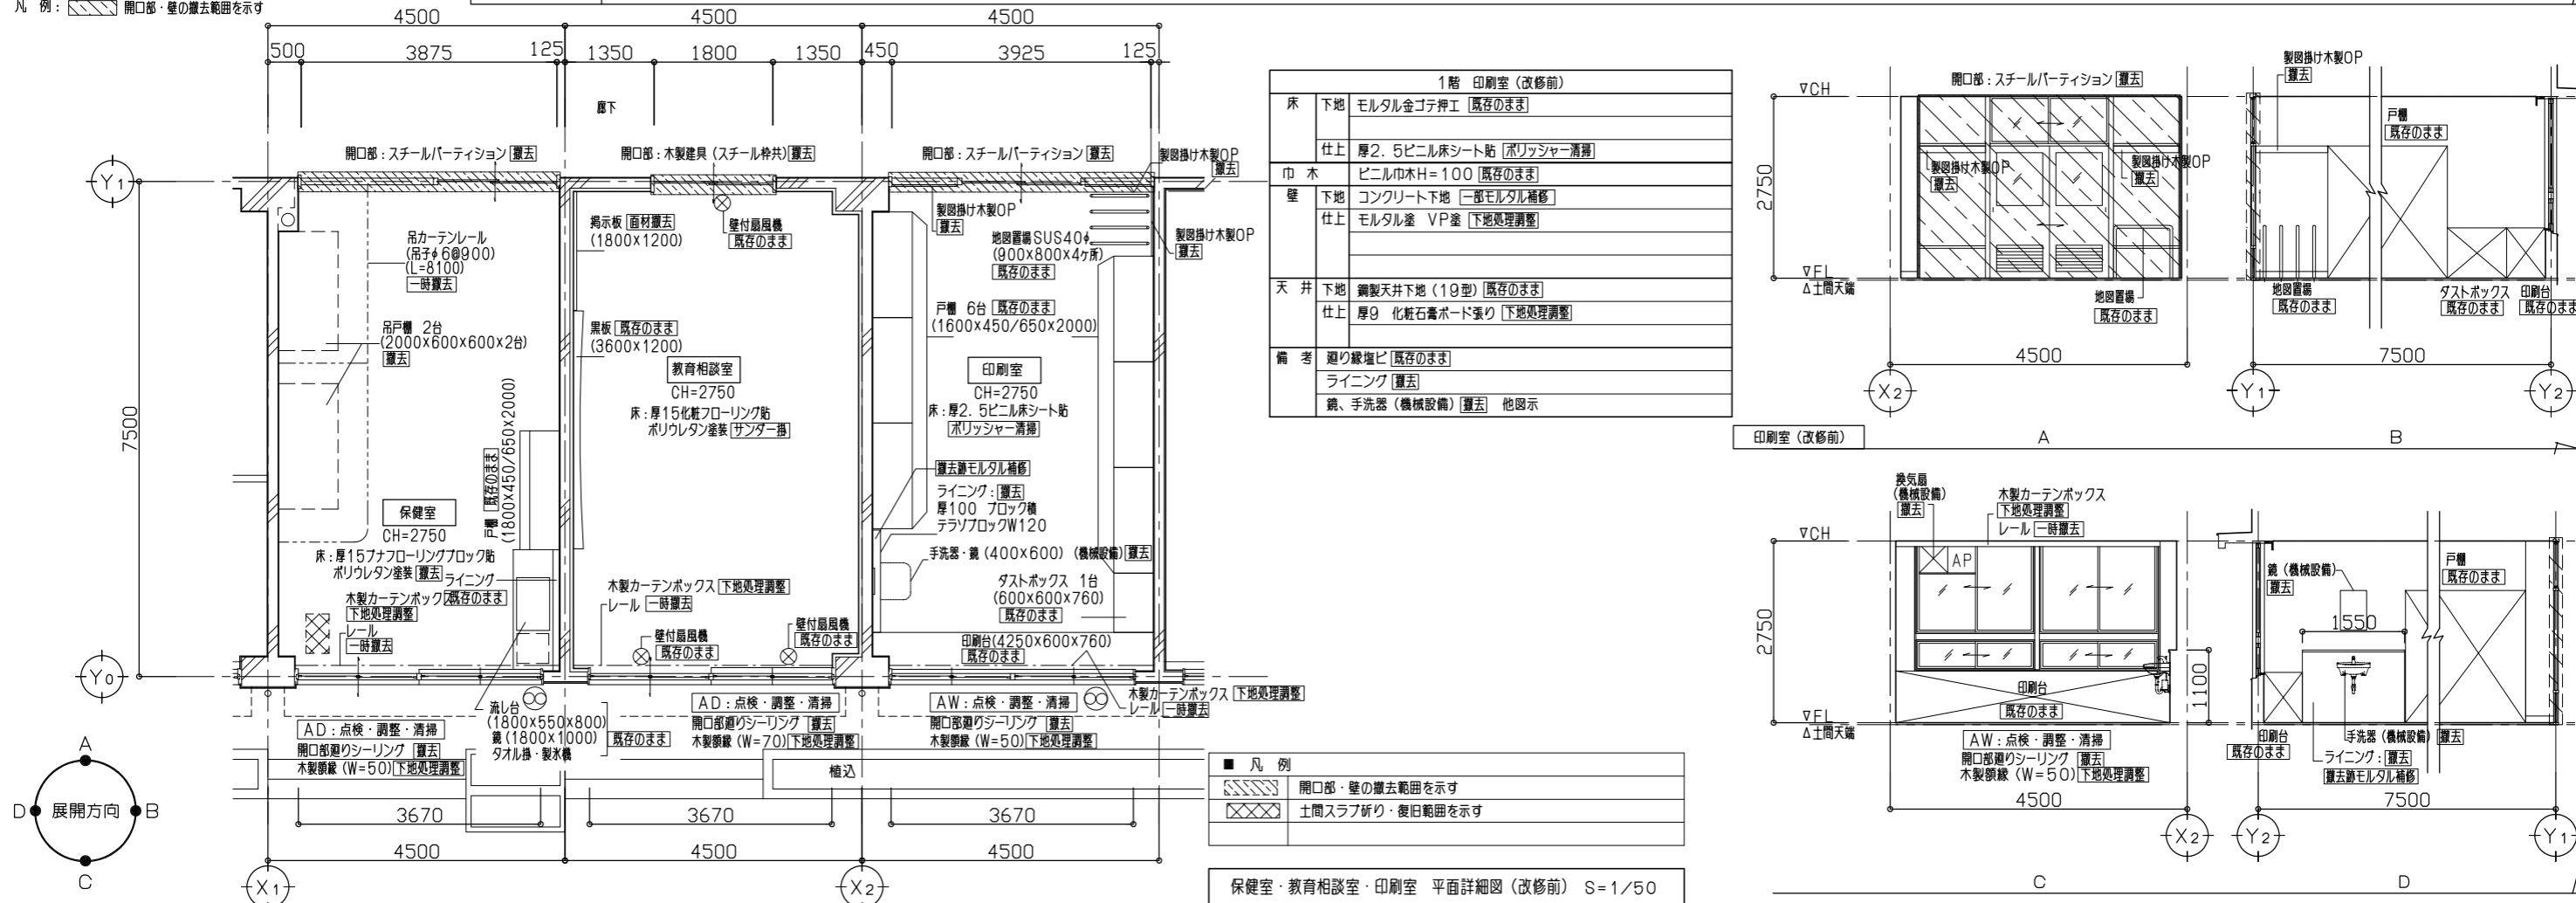 凡 例： 開口部・壁の撤去範囲を示す
4500
4500
4500
500
3875
125
1350
1800
1350
450
3925
125
廊下
開口部：スチールパーティション 撤去
開口部：木製建具（スチール枠共）撤去
開口部：スチールパーティション 撤去
製図掛け木製OP
撤去
Y1
吊カーテンレール
(吊子φ6@900)
(L=8100)
一時撤去
吊戸棚 2台
(2000×600×600×2台)
撤去
戸棚 既存のまま
(1800×450/650×2000)
保健室
CH=2750
床：厚15ブナフローリングブロック貼
ポリウレタン塗装 撤去
ライニング
既存のまま
木製カーテンボックス
下地処理調整
レール
一時撤去
7500
Y0
掲示板 面材撤去
(1800×1200)
壁付扇風機
既存のまま
黒板 既存のまま
(3600×1200)
教育相談室
CH=2750
床：厚15化粧フローリング貼
ポリウレタン塗装 サンダー掛
木製カーテンボックス 下地処理調整
レール 一時撤去
壁付扇風機
既存のまま
壁付扇風機
既存のまま
製図掛け木製OP
撤去
地図置場SUS40φ
(900×800×4ヶ所)
既存のまま
製図掛け木製OP
撤去
戸棚 6台 既存のまま
(1600×450/650×2000)
印刷室
CH=2750
床：厚2．5ビニル床シート貼
ポリッシャー清掃
撤去跡モルタル補修
ライニング：撤去
厚100 ブロック積
テラゾブロックW120
手洗器・鏡（400×600）（機械設備）撤去
ダストボックス 1台
(600×600×760)
既存のまま
印刷台(4250×600×760)
既存のまま
木製カーテンボックス 下地処理調整
レール 一時撤去
AD：点検・調整・清掃
開口部廻りシーリング 撤去
木製額縁（W=50）下地処理調整
流し台
(1800×550×800)
鏡（1800×1000）
タオル掛・製氷機
既存のまま
AD：点検・調整・清掃
開口部廻りシーリング 撤去
木製額縁（W=70）下地処理調整
AW：点検・調整・清掃
開口部廻りシーリング 撤去
木製額縁（W=50）下地処理調整
植込
3670
3670
3670
4500
4500
4500
X1
X2
A
D 展開方向 B
C
1階 印刷室（改修前）
床 下地 モルタル金ゴテ押エ 既存のまま
仕上 厚2．5ビニル床シート貼 ポリッシャー清掃
巾 木 ビニル巾木H=100 既存のまま
壁 下地 コンクリート下地 一部モルタル補修
仕上 モルタル塗 VP塗 下地処理調整
天 井 下地 鋼製天井下地（19型）既存のまま
仕上 厚9 化粧石膏ボード張り 下地処理調整
備 考 廻り縁塩ビ 既存のまま
ライニング 撤去
鏡、手洗器（機械設備）撤去 他図示
■ 凡 例
開口部・壁の撤去範囲を示す
土間スラブ斫り・復旧範囲を示す
保健室・教育相談室・印刷室 平面詳細図（改修前） S=1/50
印刷室（改修前）
開口部：スチールパーティション 撤去
▽CH
2750
製図掛け木製OP
撤去
製図掛け木製OP
撤去
▽FL
△土間天端
地図置場
既存のまま
4500
X2
A
製図掛け木製OP
撤去
戸棚
既存のまま
地図置場
既存のまま
ダストボックス
既存のまま
印刷台
既存のまま
7500
Y1
Y2
B
換気扇
(機械設備)
撤去
木製カーテンボックス
下地処理調整
レール 一時撤去
▽CH
AP
2750
印刷台
既存のまま
1100
▽FL
△土間天端
AW：点検・調整・清掃
開口部廻りシーリング 撤去
木製額縁（W=50）下地処理調整
4500
X2
C
鏡（機械設備）
撤去
戸棚
既存のまま
1550
印刷台
既存のまま
手洗器（機械設備）撤去
ライニング：撤去
撤去跡モルタル補修
7500
Y2
Y1
D